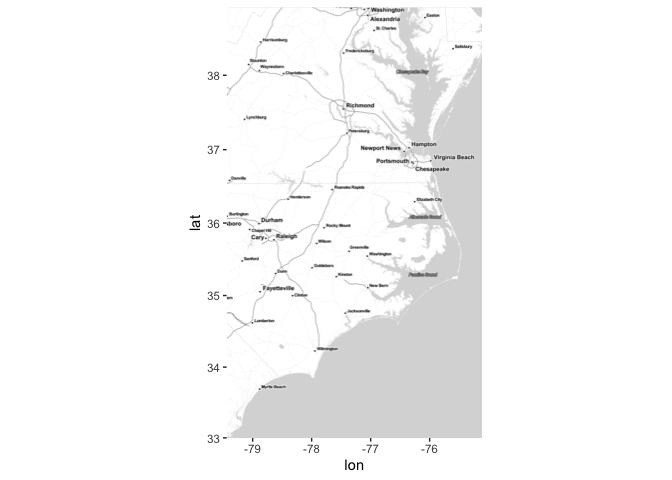 Washington
Alexandria
Easton
St. Charles
Harrisonburg
Fredericksburg
Salisbury
Staunton
Waynesboro
Charlottesville
Chesapeake Bay
38
Richmond
Lynchburg
Petersburg
Hampton
Newport News
37
Virginia Beach
Portsmouth
Chesapeake
Danville
Roanoke Rapids
Henderson
Elizabeth City
Burlington
Albemarle Sound
Durham
boro
36
Rocky Mount
Chapel Hill
Cary
Raleigh
lat
Wilson
Greenville
Washington
Sanford
Goldsboro
Dunn
Kinston
Pamlico Sound
Fayetteville
New Bern
Clinton
35
Jacksonville
Lumberton
Wilmington
34
Myrtle Beach
33
-79
-78
-77
-76
lon